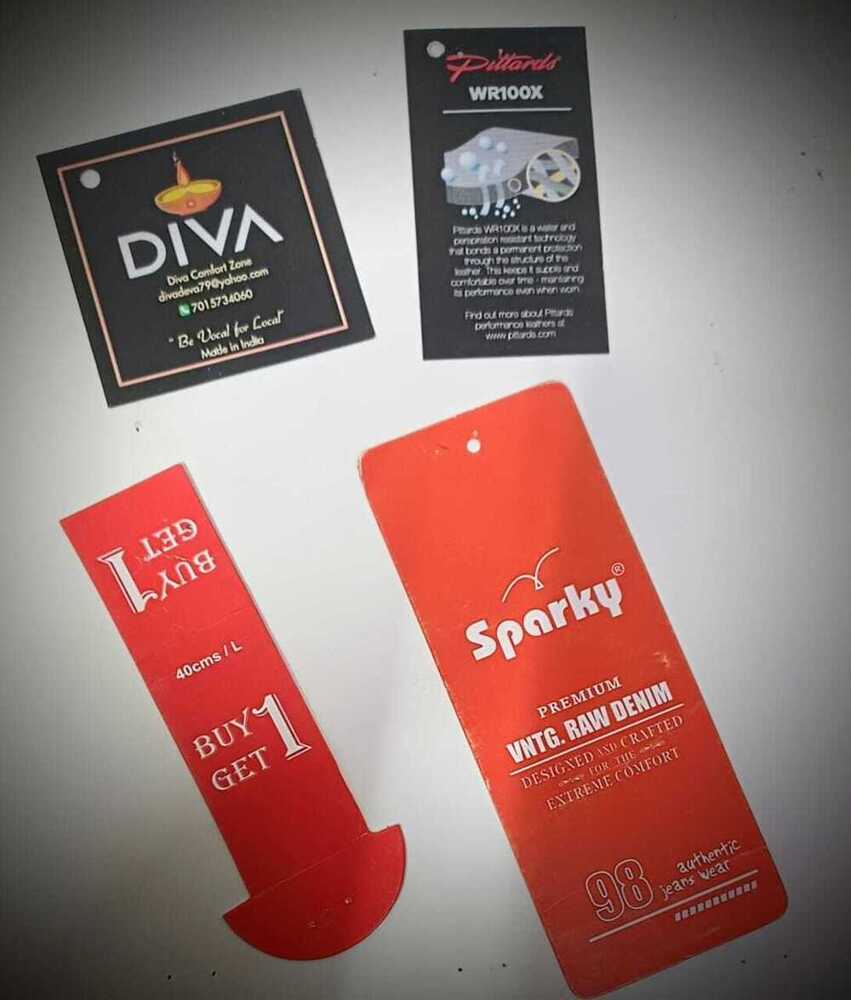 DIVA
Diva Comfort Zone
divadeva79@yahoo.com
7015734060
"Be Vocal for Local"
Made in India
Pittards®
WR100X
Pittards WR100X is a water and
perspiration resistant technology
that bonds a permanent protection
through the structure of the
leather. This keeps it supple and
comfortable over time - maintaining
its performance even when worn.
Find out more about Pittards
performance leathers at
www.pittards.com
BUY 1
GET
40cms / L
BUY 1
GET
Sparky®
PREMIUM
VNTG. RAW DENIM
DESIGNED AND CRAFTED
FOR THE
EXTREME COMFORT
98 authentic
jeans wear